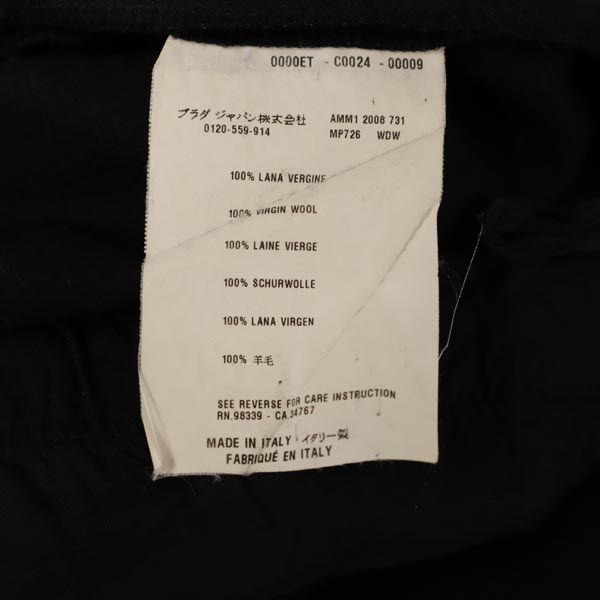 0000ET - C0024 - 00009
プラダ ジャパン株式会社 AMM1 2008 731
0120-559-914 MP726 WDW
100% LANA VERGINE
100% VIRGIN WOOL
100% LAINE VIERGE
100% SCHURWOLLE
100% LANA VIRGEN
100% 羊毛
SEE REVERSE FOR CARE INSTRUCTION
RN.98339 - CA.34767
MADE IN ITALY - イタリー製
FABRIQUÉ EN ITALY